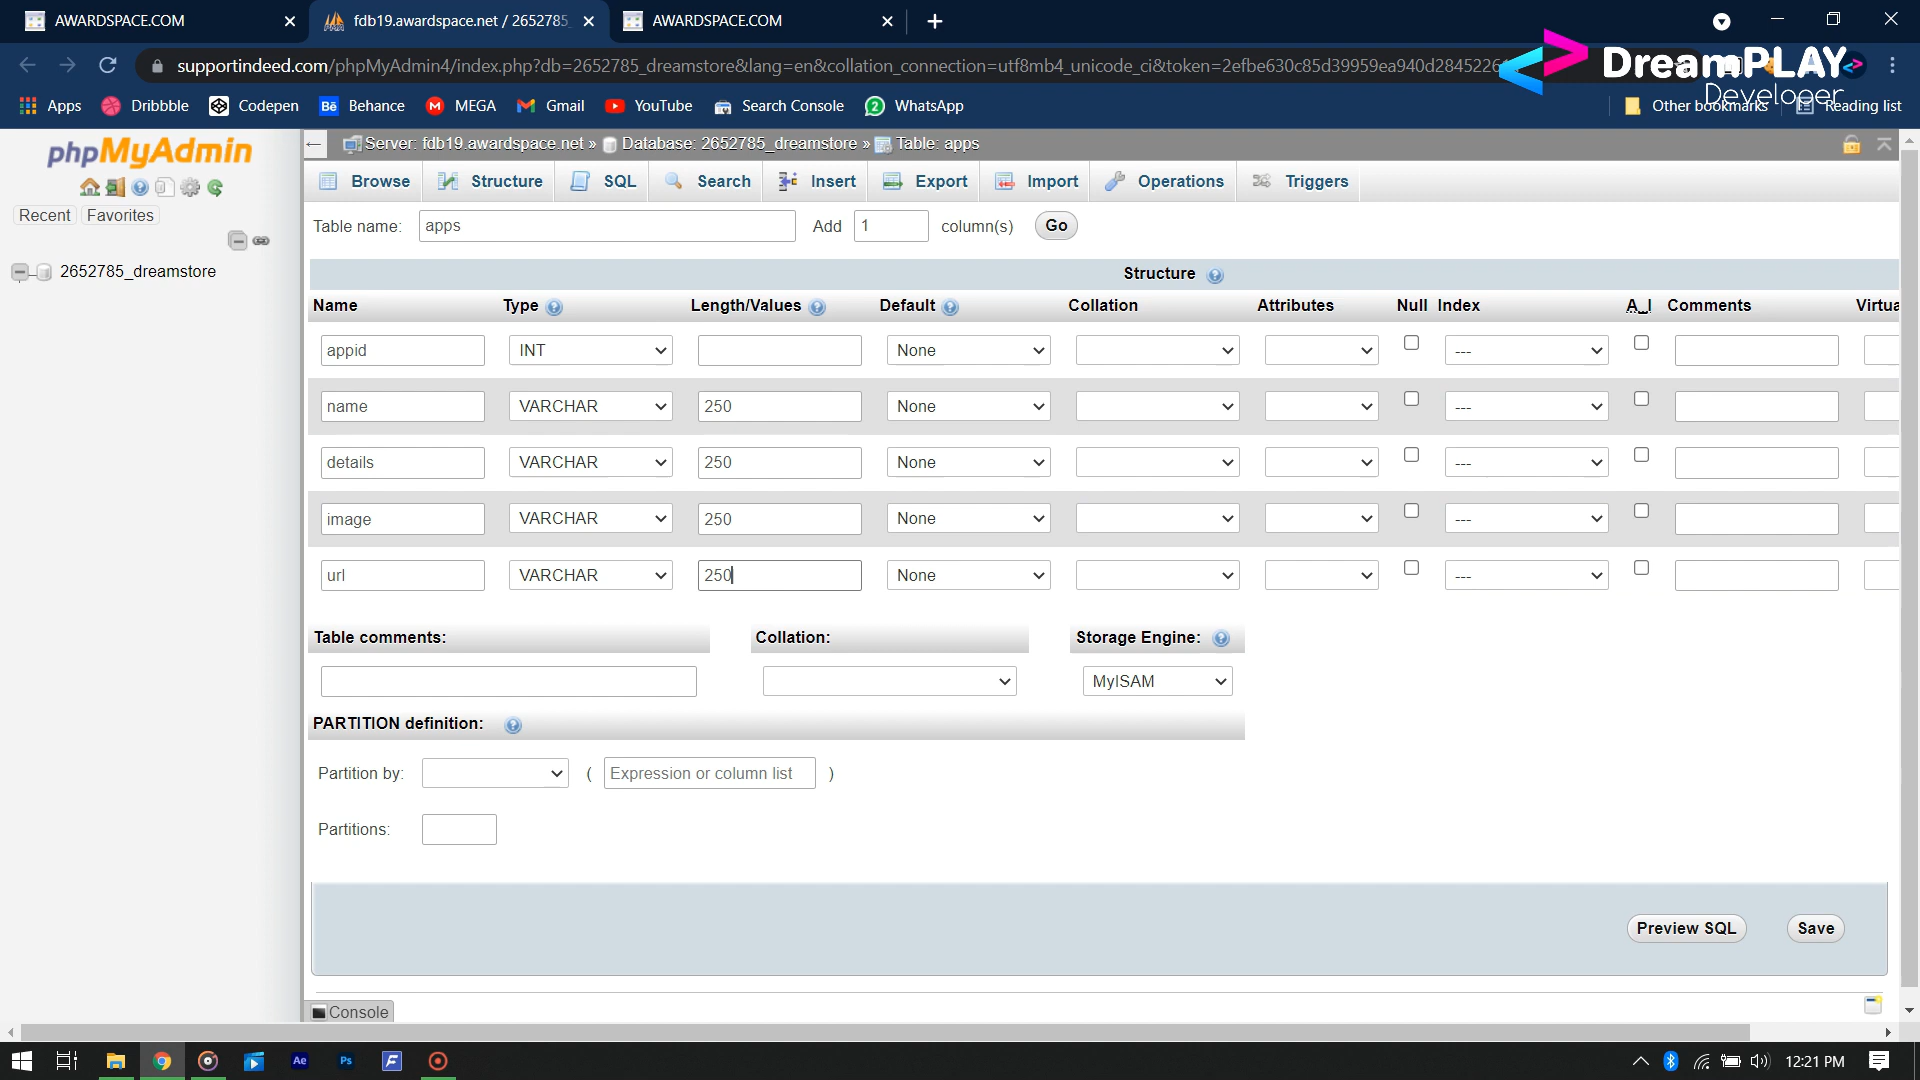 AWARDSPACE.COM
fdb19.awardspace.net / 2652785_
AWARDSPACE.COM
supportindeed.com/phpMyAdmin4/index.php?db=2652785_dreamstore&lang=en&collation_connection=utf8mb4_unicode_ci&token=2efbe630c85d39959ea940d2845226
DreamPLAY
Developer
Apps Dribbble Codepen Behance MEGA Gmail YouTube Search Console WhatsApp Other bookmarks Reading list
phpMyAdmin
Recent Favorites
2652785_dreamstore
Server: fdb19.awardspace.net » Database: 2652785_dreamstore » Table: apps
Browse Structure SQL Search Insert Export Import Operations Triggers
Table name: apps Add 1 column(s) Go
Structure
Name Type Length/Values Default Collation Attributes Null Index A_I Comments Virtua
appid INT None ---
name VARCHAR 250 None ---
details VARCHAR 250 None ---
image VARCHAR 250 None ---
url VARCHAR 250 None ---
Table comments: Collation: Storage Engine:
MyISAM
PARTITION definition:
Partition by: ( Expression or column list )
Partitions:
Preview SQL Save
Console
Ae Ps F 12:21 PM